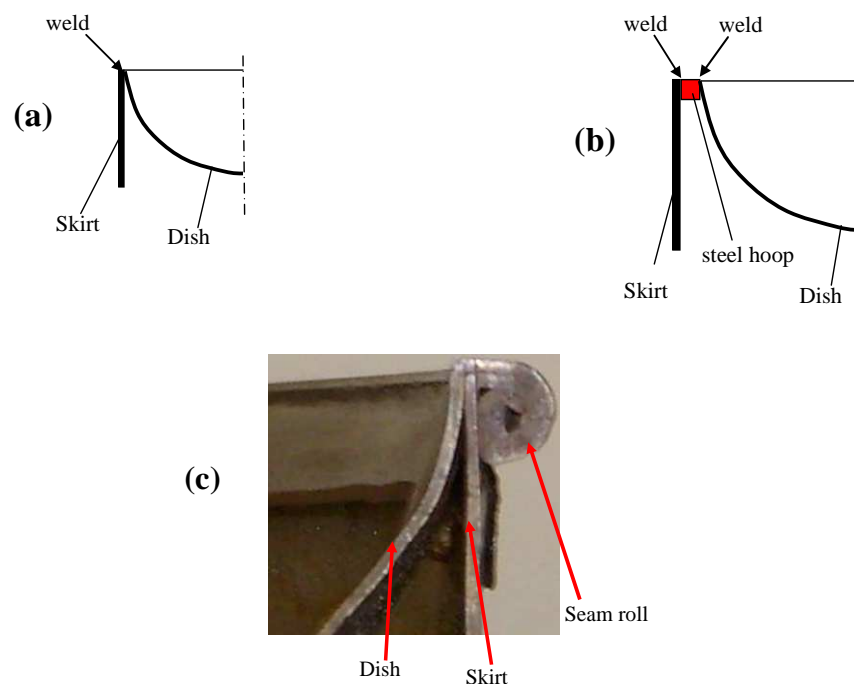 weld
(a)
Skirt
Dish
weld weld
(b)
steel hoop
Skirt
Dish
(c)
Seam roll
Dish
Skirt